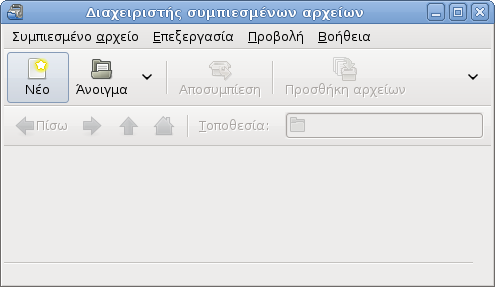 Διαχειριστής συμπιεσμένων αρχείων
Συμπιεσμένο αρχείο Επεξεργασία Προβολή Βοήθεια
Νέο Άνοιγμα Αποσυμπίεση Προσθήκη αρχείων
Πίσω Τοποθεσία: